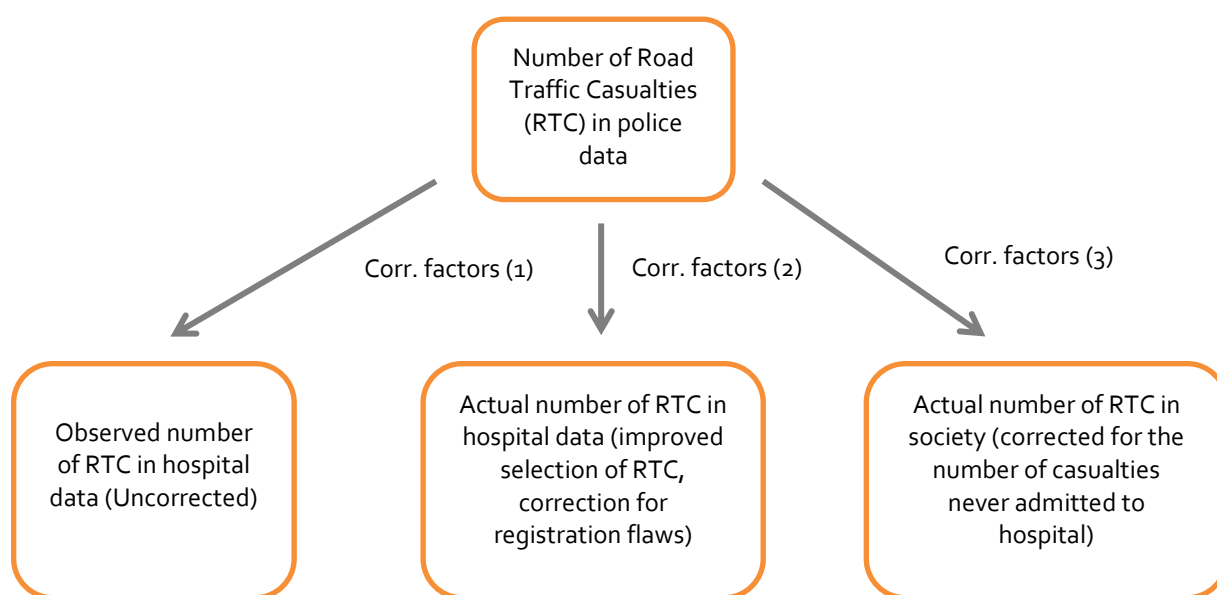 Number of Road
Traffic Casualties
(RTC) in police
data
Corr. factors (1)
Corr. factors (2)
Corr. factors (3)
Observed number
of RTC in hospital
data (Uncorrected)
Actual number of RTC in
hospital data (improved
selection of RTC,
correction for
registration flaws)
Actual number of RTC in
society (corrected for the
number of casualties
never admitted to
hospital)